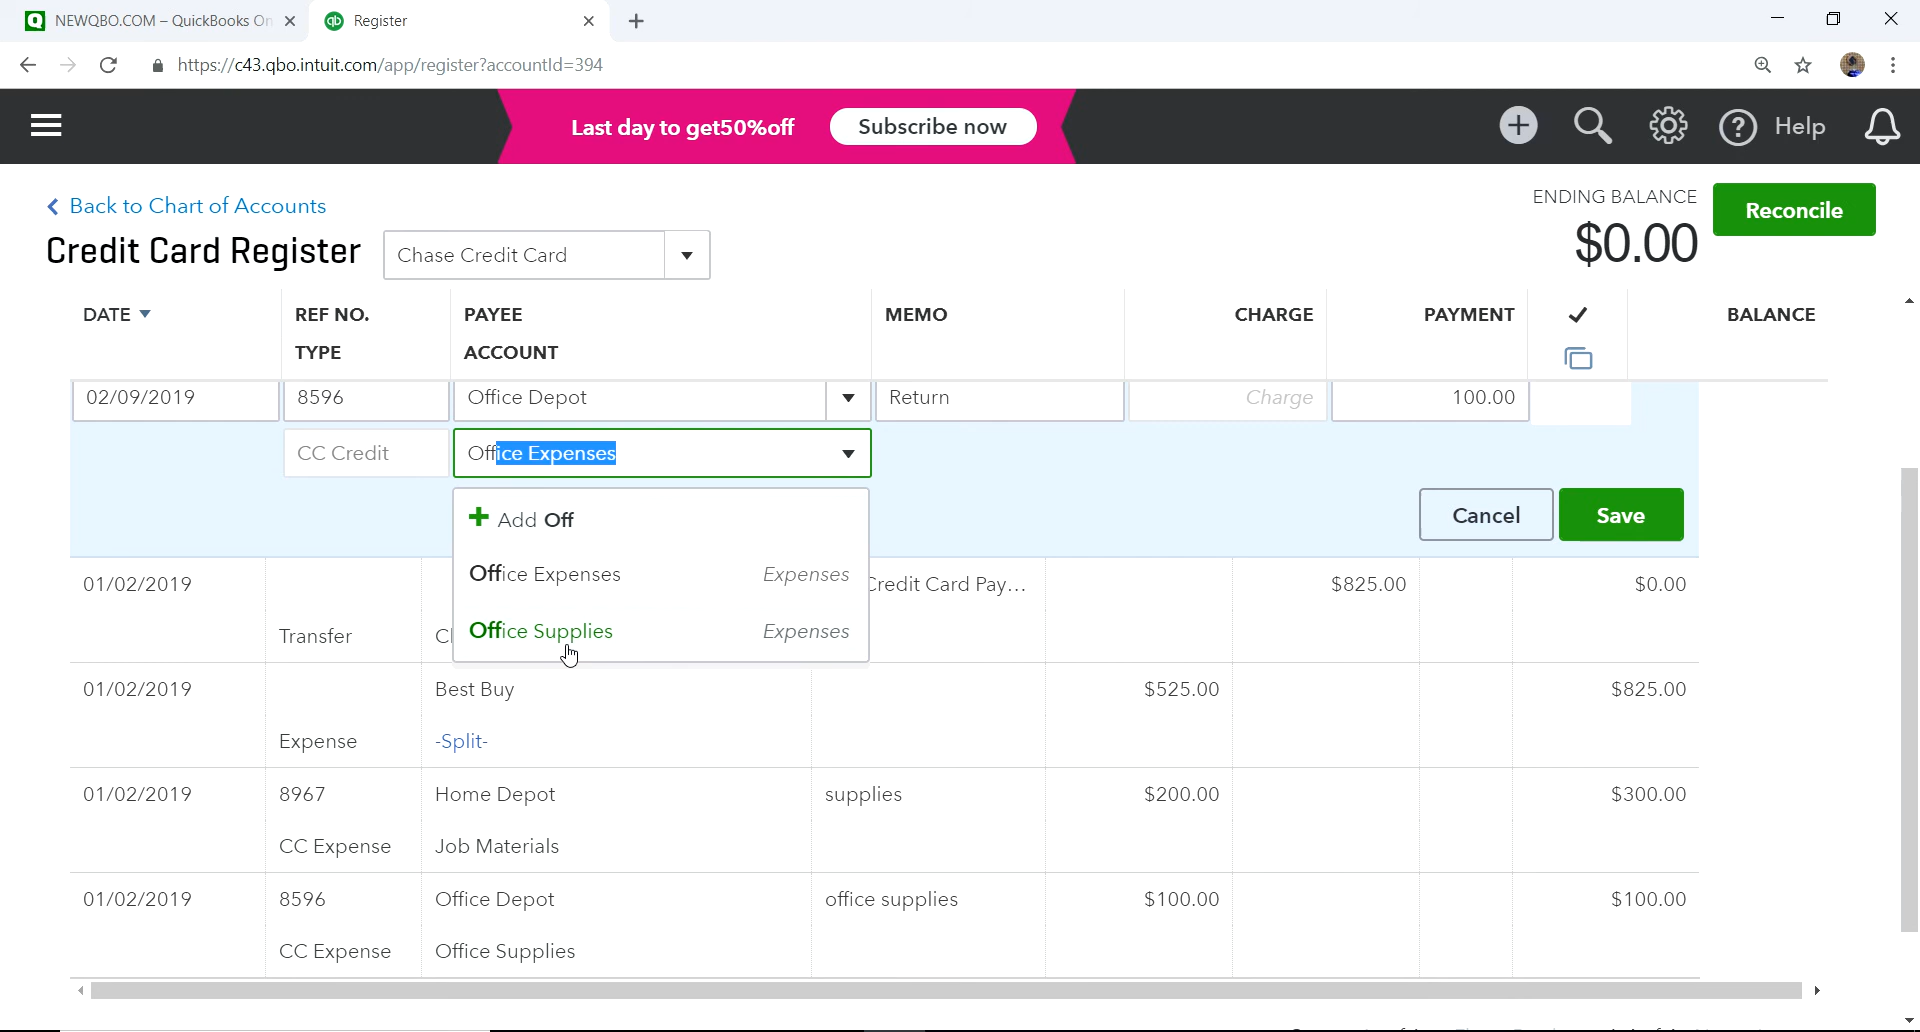 NEWQBO.COM – QuickBooks On
Register
https://c43.qbo.intuit.com/app/register?accountId=394
Last day to get50%off
Subscribe now
Help
Back to Chart of Accounts
ENDING BALANCE
$0.00
Reconcile
Credit Card Register
Chase Credit Card
DATE
REF NO.
PAYEE
MEMO
CHARGE
PAYMENT
✓
BALANCE
TYPE
ACCOUNT
02/09/2019
8596
Office Depot
Return
Charge
100.00
CC Credit
Office Expenses
Add Off
Cancel
Save
Office Expenses Expenses
Office Supplies Expenses
01/02/2019
Credit Card Pay...
$825.00
$0.00
Transfer
01/02/2019
Best Buy
$525.00
$825.00
Expense
-Split-
01/02/2019
8967
Home Depot
supplies
$200.00
$300.00
CC Expense
Job Materials
01/02/2019
8596
Office Depot
office supplies
$100.00
$100.00
CC Expense
Office Supplies